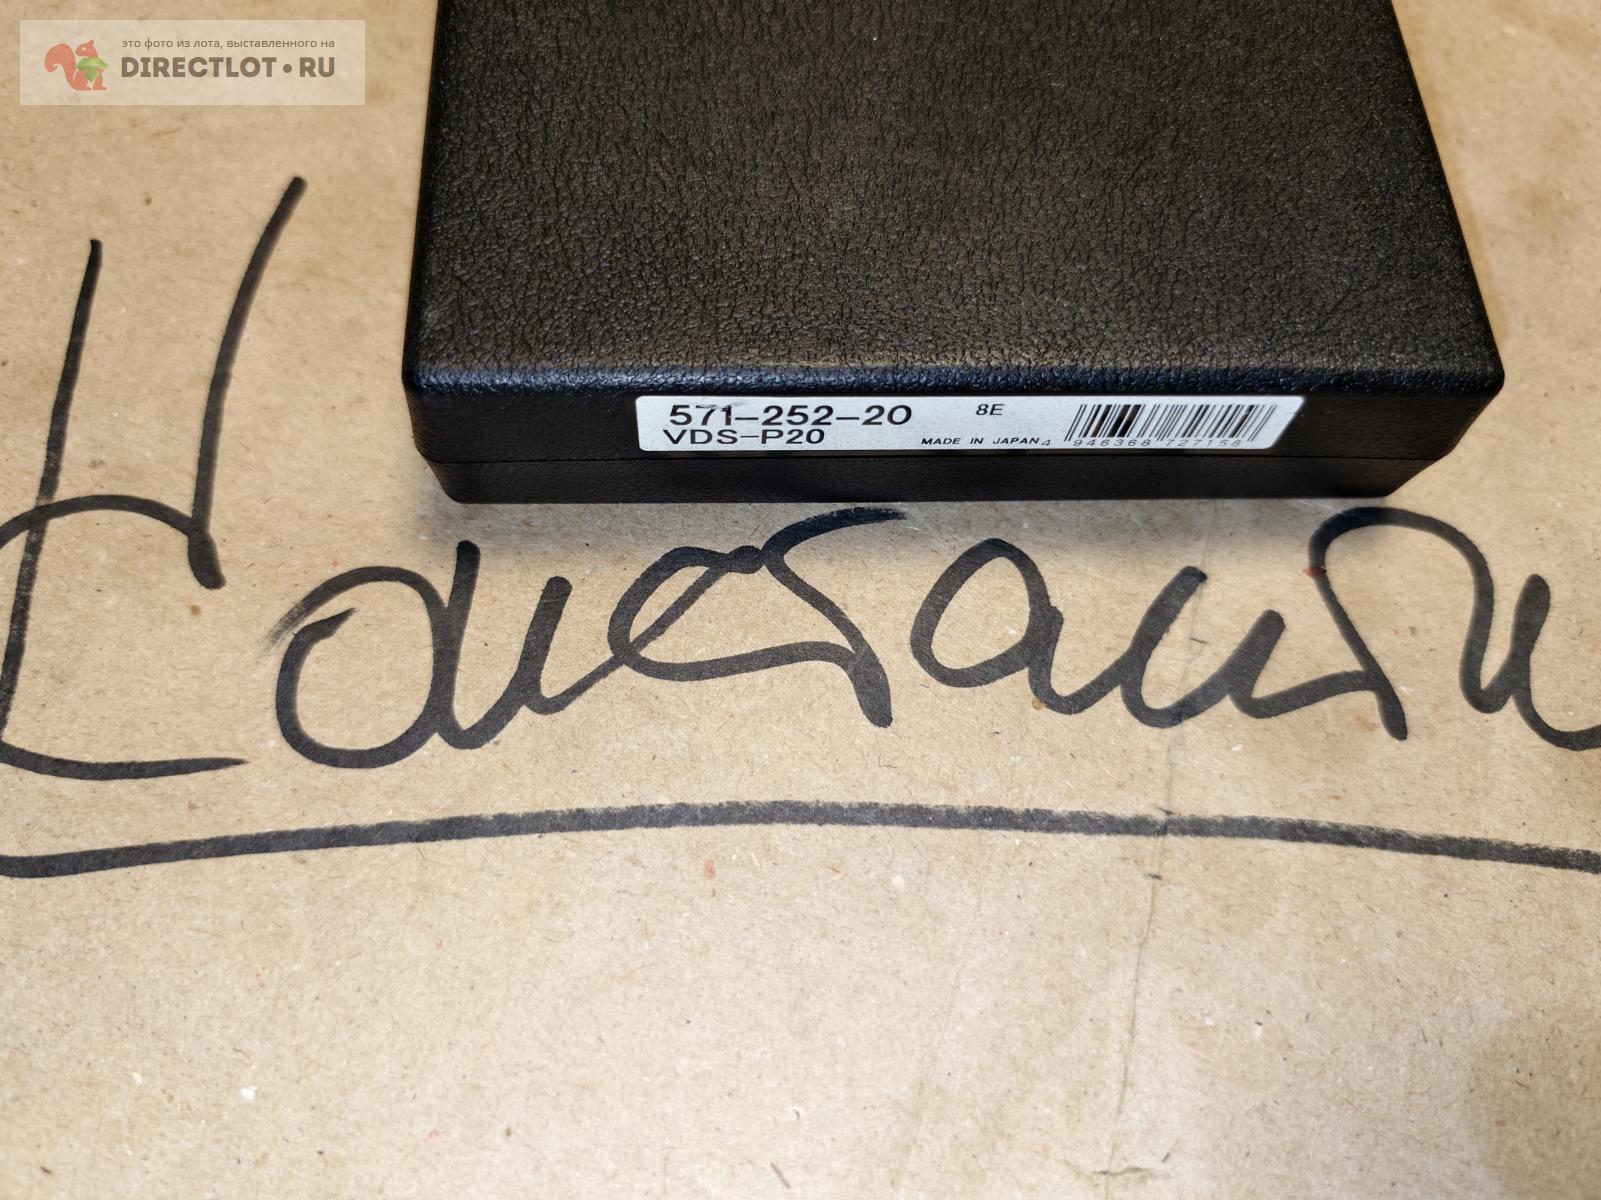 это фото из лота, выставленного на
DIRECTLOT.RU
571-252-20 8E
VDS-P20 MADE IN JAPAN 4 946368 727158